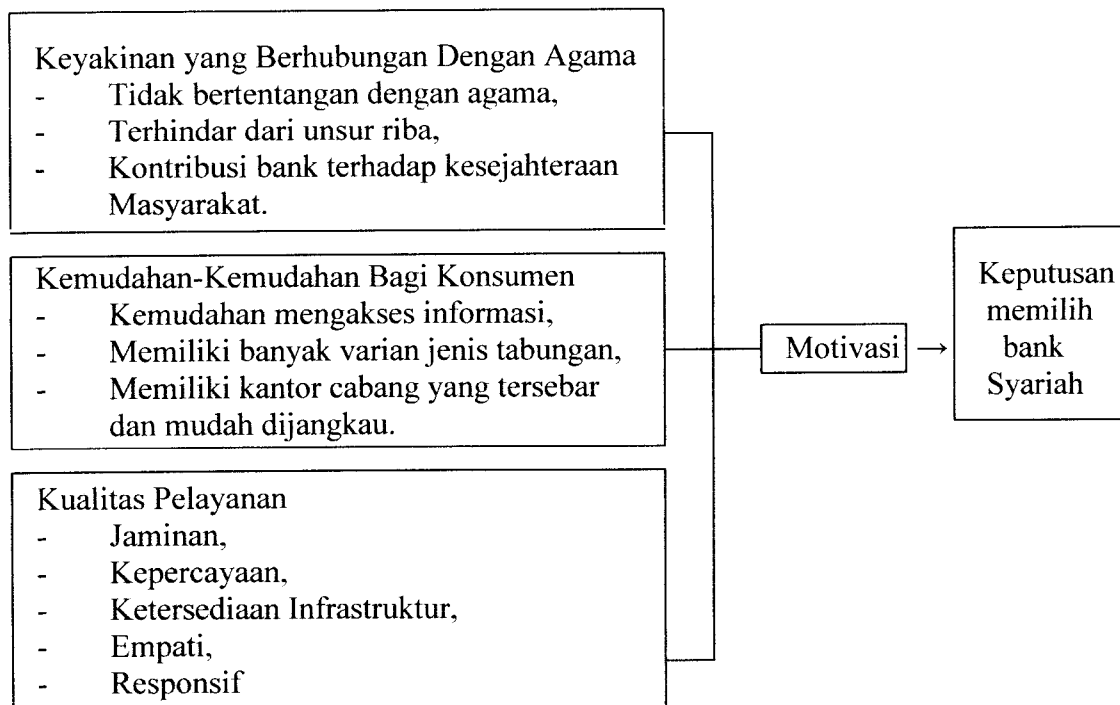 Keyakinan yang Berhubungan Dengan Agama
- Tidak bertentangan dengan agama,
- Terhindar dari unsur riba,
- Kontribusi bank terhadap kesejahteraan
Masyarakat.
Kemudahan-Kemudahan Bagi Konsumen
- Kemudahan mengakses informasi,
- Memiliki banyak varian jenis tabungan,
- Memiliki kantor cabang yang tersebar
dan mudah dijangkau.
Kualitas Pelayanan
- Jaminan,
- Kepercayaan,
- Ketersediaan Infrastruktur,
- Empati,
- Responsif
Motivasi →
Keputusan
memilih
bank
Syariah